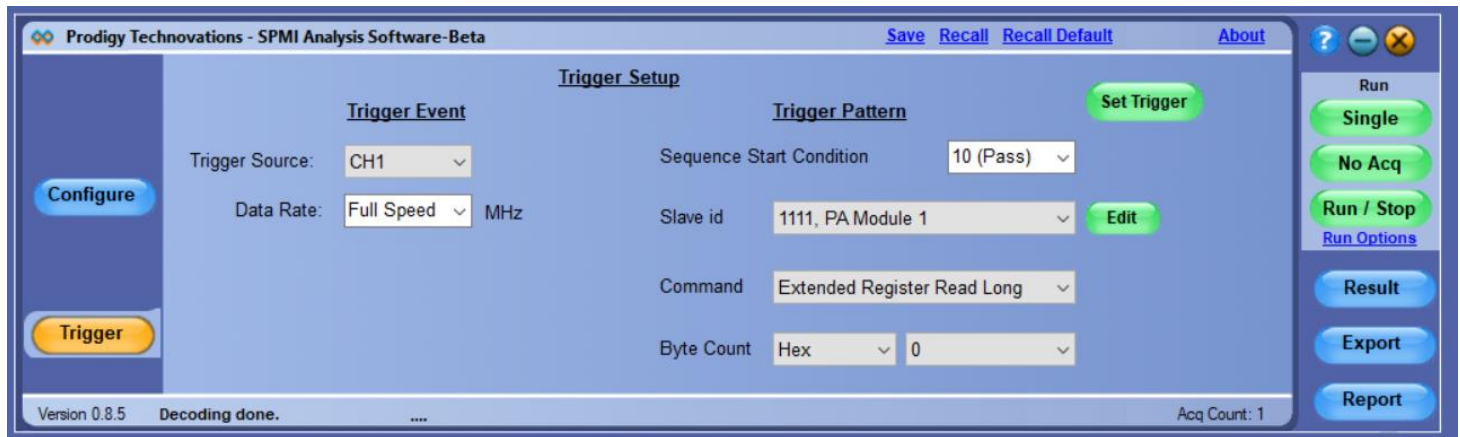 Prodigy Technovations - SPMI Analysis Software-Beta Save Recall Recall Default About ?
Trigger Setup
Trigger Event
Trigger Source: CH1
Data Rate: Full Speed MHz
Trigger Pattern
Set Trigger
Sequence Start Condition 10 (Pass)
Slave id 1111, PA Module 1 Edit
Command Extended Register Read Long
Byte Count Hex 0
Configure
Trigger
Run
Single
No Acq
Run / Stop
Run Options
Result
Export
Report
Version 0.8.5 Decoding done. .... Acq Count: 1